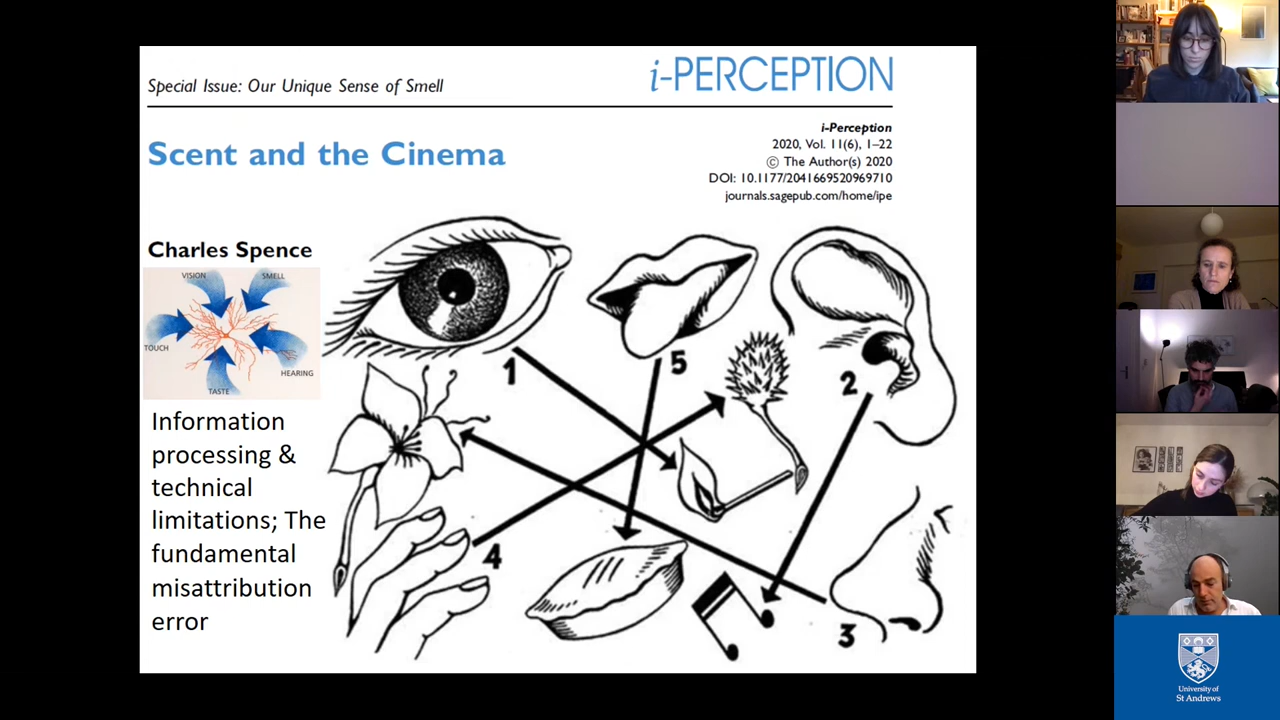 Special Issue: Our Unique Sense of Smell
i-PERCEPTION
Scent and the Cinema
i-Perception
2020, Vol. 11(6), 1–22
© The Author(s) 2020
DOI: 10.1177/2041669520969710
journals.sagepub.com/home/ipe
Charles Spence
VISION
SMELL
TOUCH
HEARING
TASTE
Information
processing &
technical
limitations; The
fundamental
misattribution
error
1
5
2
4
3
University of
St Andrews